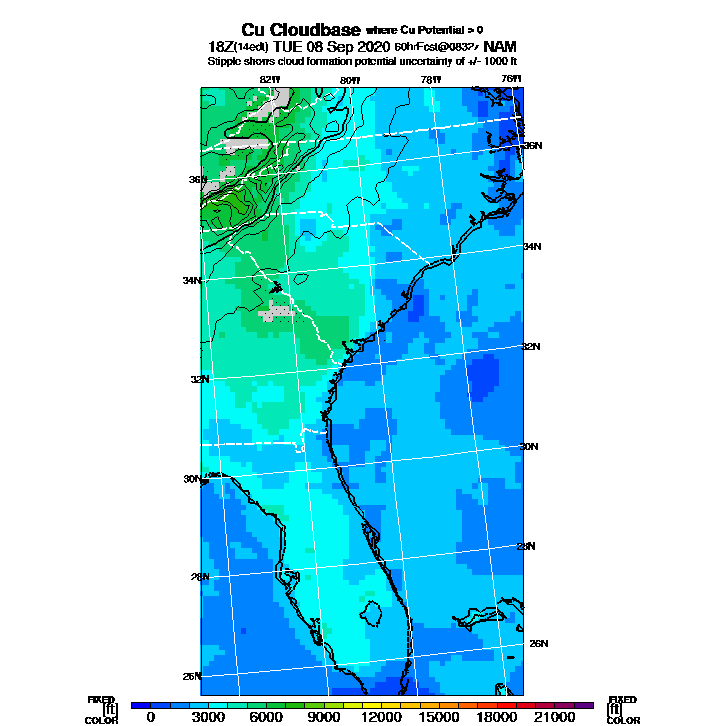 Cu Cloudbase where Cu Potential > 0
18Z(14edt) TUE 08 Sep 2020 60hrFcst@0832z NAM
Stipple shows cloud formation potential uncertainty of +/- 1000 ft
82W 80W 78W 76W
36N
36N
34N
34N
32N
32N
30N
30N
28N
28N
26N
26N
FIXED FIXED
[ft] 0 3000 6000 9000 12000 15000 18000 21000 [ft]
COLOR COLOR